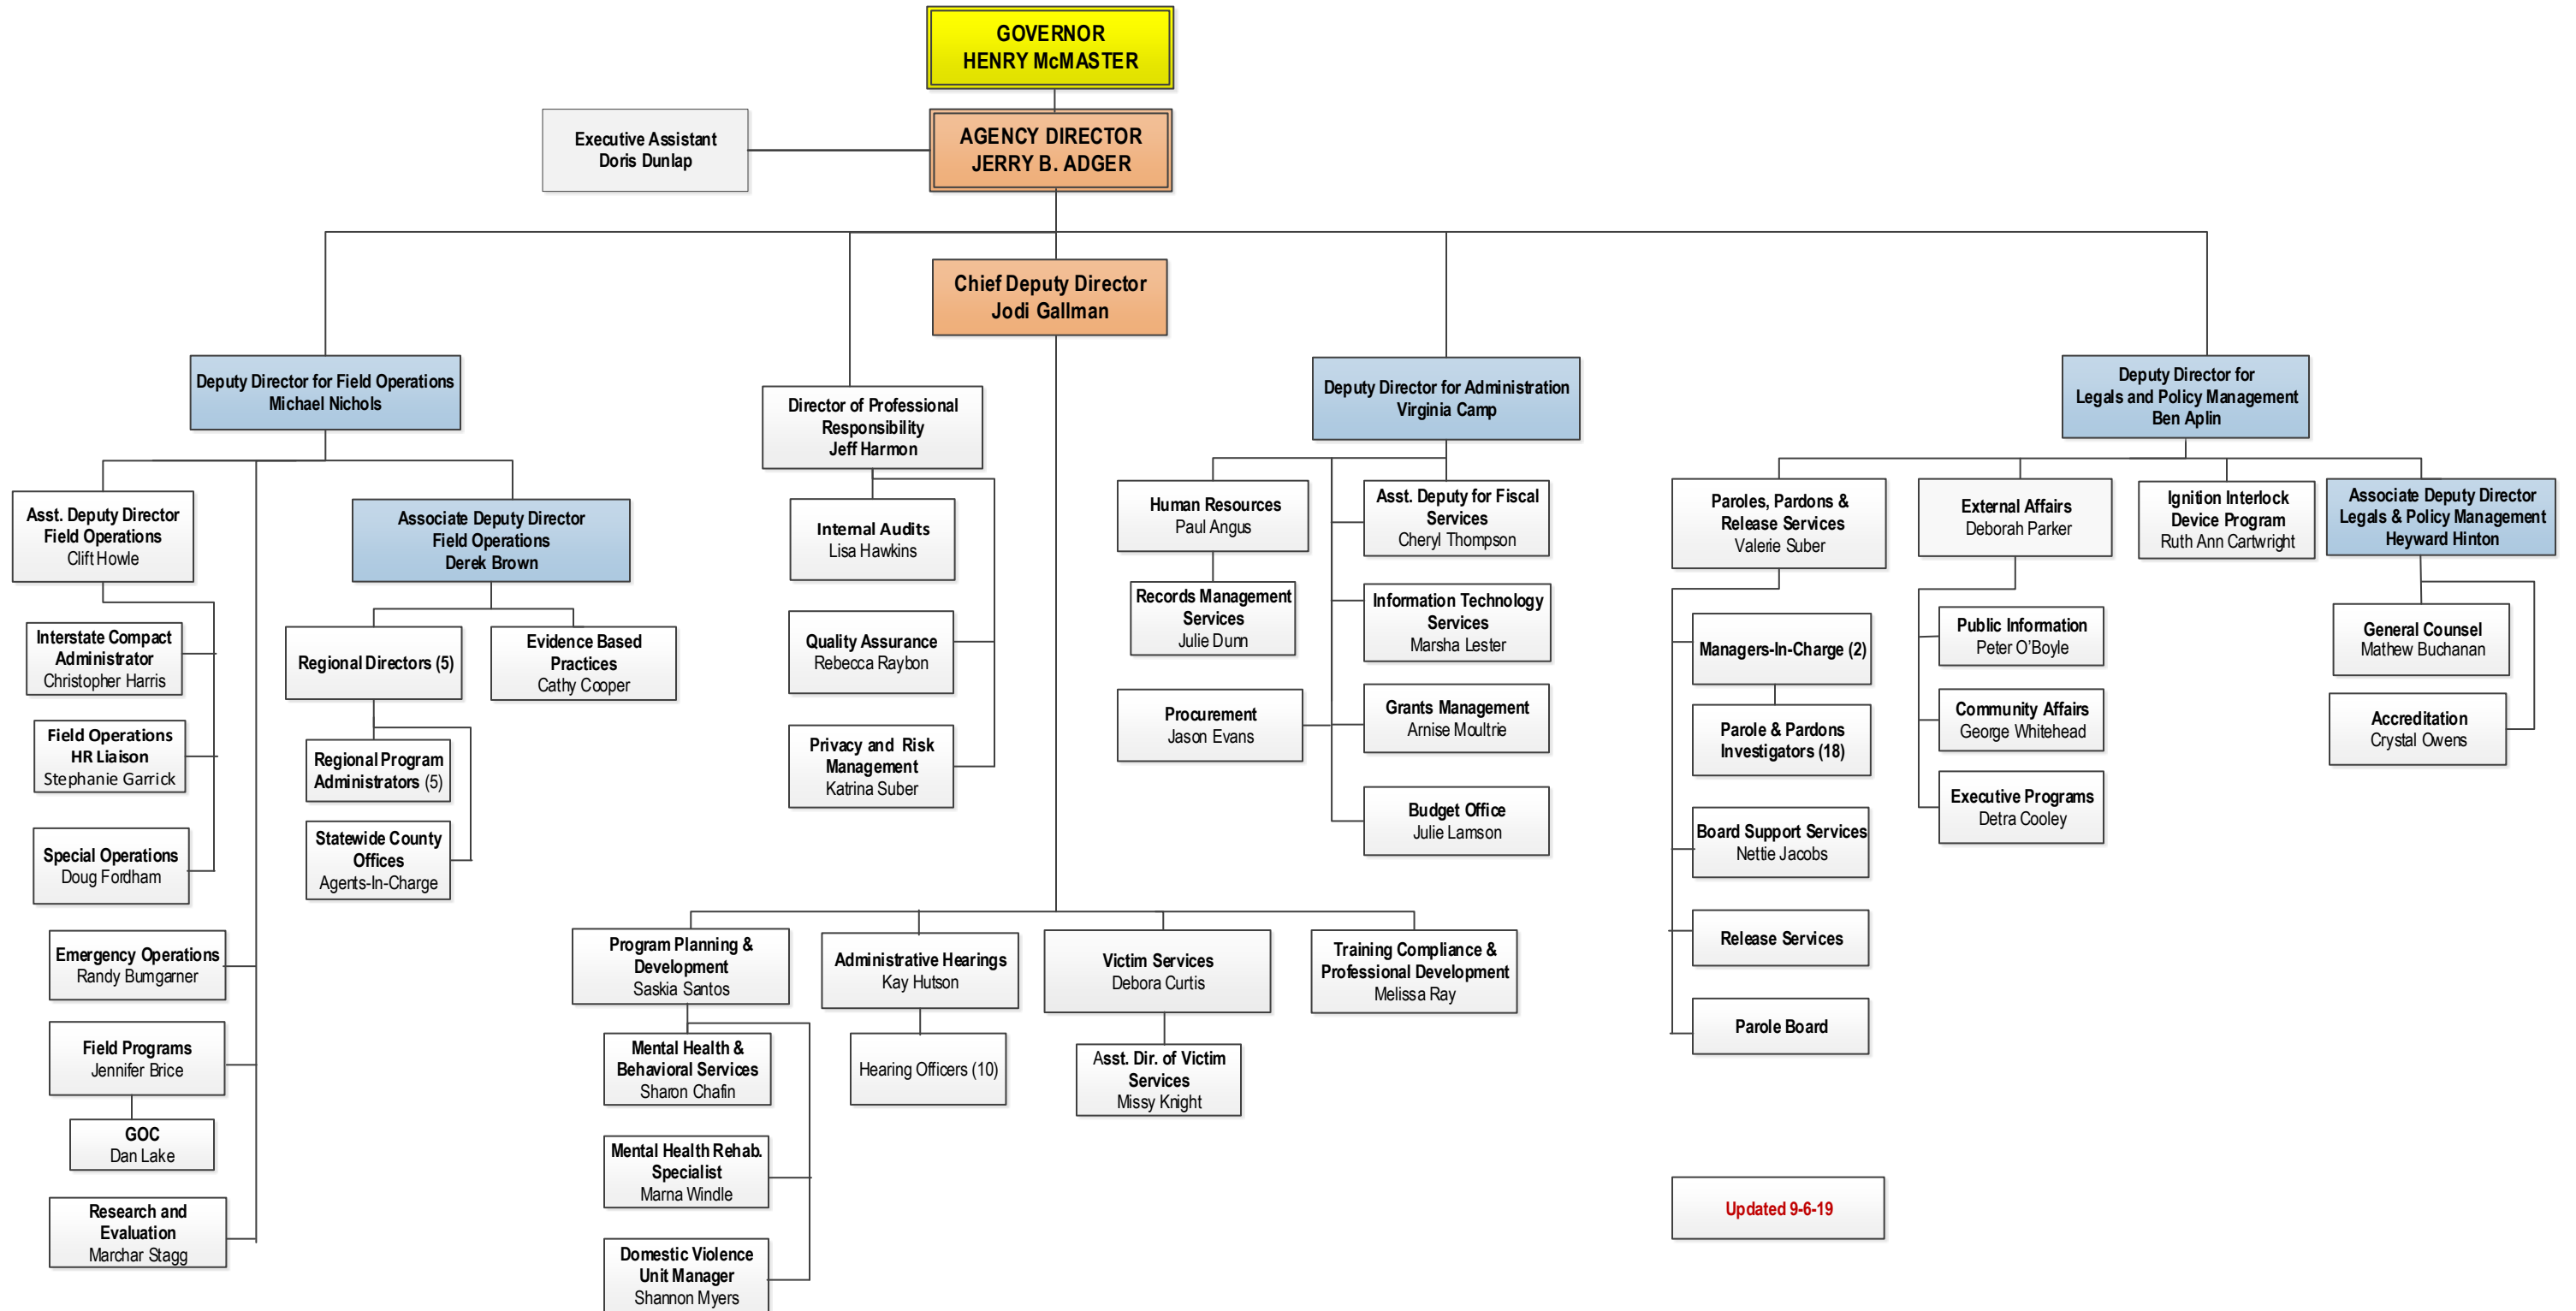 GOVERNOR
HENRY McMASTER
Executive Assistant
Doris Dunlap
AGENCY DIRECTOR
JERRY B. ADGER
Chief Deputy Director
Jodi Gallman
Deputy Director for Field Operations
Michael Nichols
Director of Professional
Responsibility
Jeff Harmon
Deputy Director for Administration
Virginia Camp
Deputy Director for
Legals and Policy Management
Ben Aplin
Asst. Deputy Director
Field Operations
Clift Howle
Associate Deputy Director
Field Operations
Derek Brown
Interstate Compact
Administrator
Christopher Harris
Field Operations
HR Liaison
Stephanie Garrick
Special Operations
Doug Fordham
Regional Directors (5)
Evidence Based
Practices
Cathy Cooper
Regional Program
Administrators (5)
Statewide County
Offices
Agents-In-Charge
Emergency Operations
Randy Bumgarner
Field Programs
Jennifer Brice
GOC
Dan Lake
Research and
Evaluation
Marchar Stagg
Internal Audits
Lisa Hawkins
Quality Assurance
Rebecca Raybon
Privacy and Risk
Management
Katrina Suber
Human Resources
Paul Angus
Records Management
Services
Julie Dunn
Procurement
Jason Evans
Asst. Deputy for Fiscal
Services
Cheryl Thompson
Information Technology
Services
Marsha Lester
Grants Management
Arnise Moultrie
Budget Office
Julie Lamson
Paroles, Pardons &
Release Services
Valerie Suber
Managers-In-Charge (2)
Parole & Pardons
Investigators (18)
Board Support Services
Nettie Jacobs
Release Services
Parole Board
External Affairs
Deborah Parker
Public Information
Peter O'Boyle
Community Affairs
George Whitehead
Executive Programs
Detra Cooley
Ignition Interlock
Device Program
Ruth Ann Cartwright
Associate Deputy Director
Legals & Policy Management
Heyward Hinton
General Counsel
Mathew Buchanan
Accreditation
Crystal Owens
Program Planning &
Development
Saskia Santos
Mental Health &
Behavioral Services
Sharon Chafin
Mental Health Rehab.
Specialist
Marna Windle
Domestic Violence
Unit Manager
Shannon Myers
Administrative Hearings
Kay Hutson
Hearing Officers (10)
Victim Services
Debora Curtis
Asst. Dir. of Victim
Services
Missy Knight
Training Compliance &
Professional Development
Melissa Ray
Updated 9-6-19